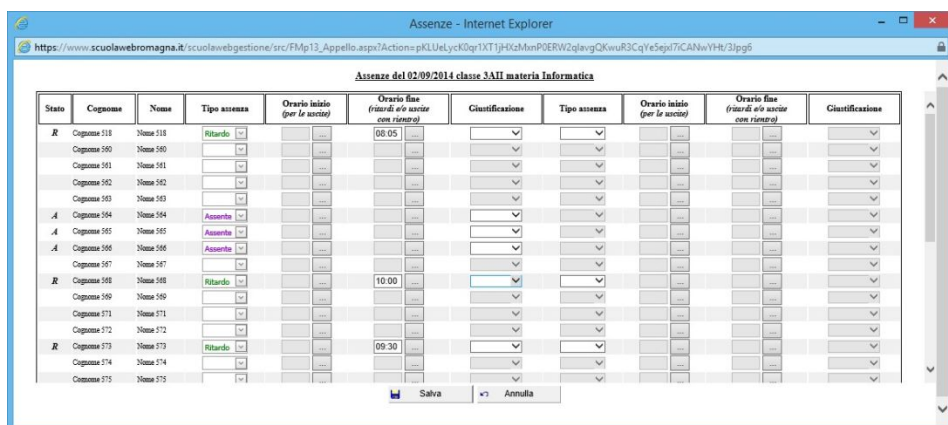 Assenze - Internet Explorer
https://www.scuolawebromagna.it/scuolawebgestione/src/FMp13_Appello.aspx?Action=
Assenze del 02/09/2014 classe 3AII materia Informatica
Stato Cognome Nome Tipo assenza Orario inizio (per le uscite) Orario fine (ritardi e/o uscite con rientro) Giustificazione Tipo assenza Orario inizio (per le uscite) Orario fine (ritardi e/o uscite con rientro) Giustificazione
R Cognome 518 Nome 518 Ritardo ... 08:05 ... ... ...
Cognome 560 Nome 560 ... ... ... ...
Cognome 561 Nome 561 ... ... ... ...
Cognome 562 Nome 562 ... ... ... ...
Cognome 563 Nome 563 ... ... ... ...
A Cognome 564 Nome 564 Assente ... ... ... ...
A Cognome 565 Nome 565 Assente ... ... ... ...
A Cognome 566 Nome 566 Assente ... ... ... ...
Cognome 567 Nome 567 ... ... ... ...
R Cognome 568 Nome 568 Ritardo ... 10:00 ... ... ...
Cognome 569 Nome 569 ... ... ... ...
Cognome 571 Nome 571 ... ... ... ...
Cognome 572 Nome 572 ... ... ... ...
R Cognome 573 Nome 573 Ritardo ... 09:30 ... ... ...
Cognome 574 Nome 574 ... ... ... ...
Cognome 575 Nome 575 ... ... ... ...
Salva Annulla